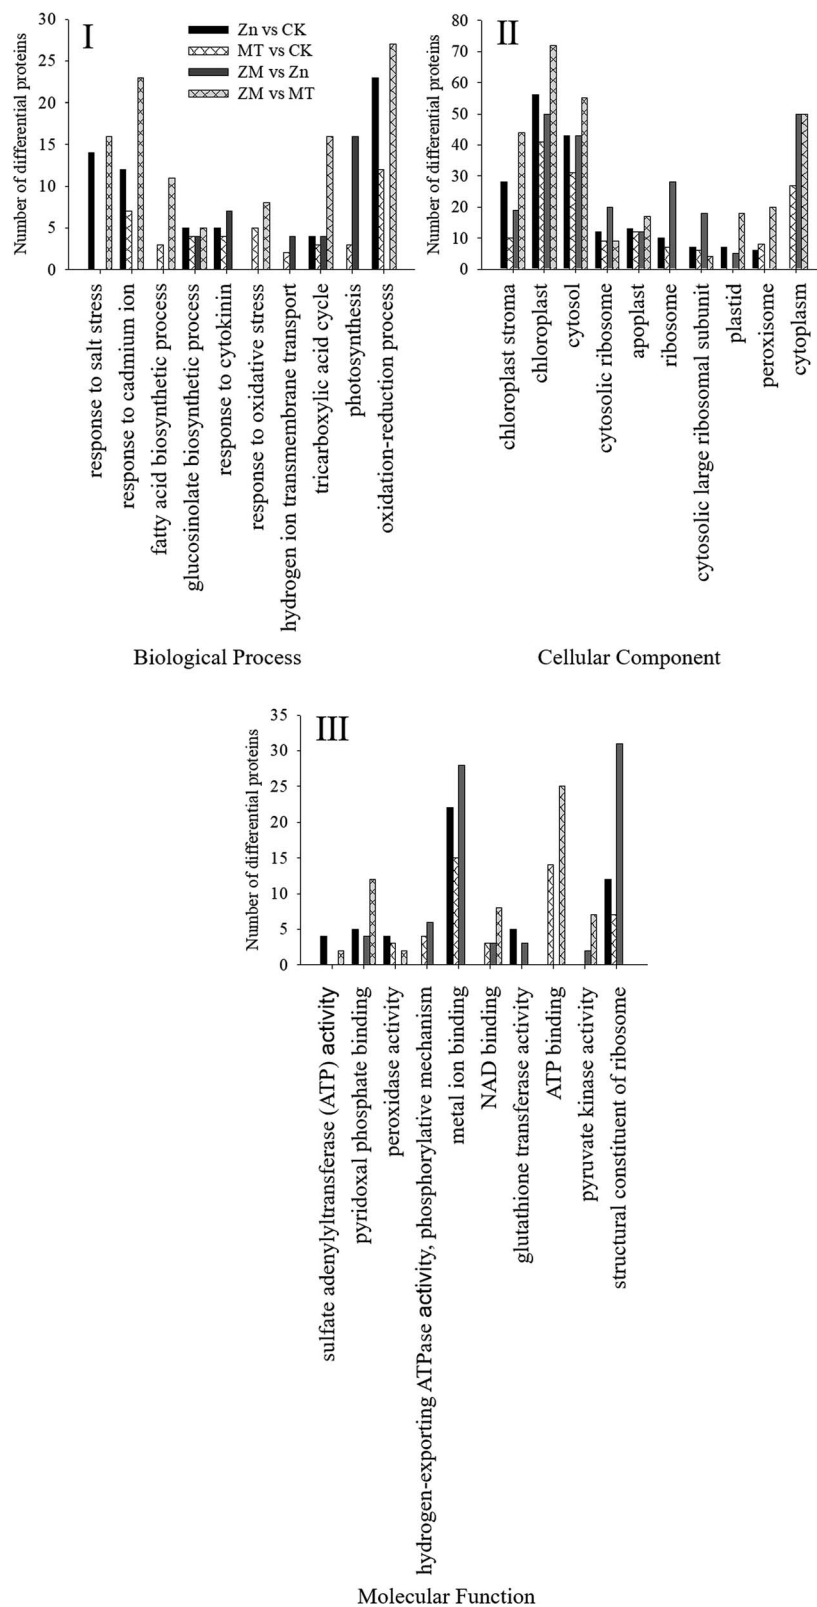 I
Zn vs CK
MT vs CK
ZM vs Zn
ZM vs MT
Number of differential proteins
30
25
20
15
10
5
0
response to salt stress
response to cadmium ion
fatty acid biosynthetic process
glucosinolate biosynthetic process
response to cytokinin
response to oxidative stress
hydrogen ion transmembrane transport
tricarboxylic acid cycle
photosynthesis
oxidation-reduction process
Biological Process
II
Number of differential proteins
80
70
60
50
40
30
20
10
0
chloroplast stroma
chloroplast
cytosol
cytosolic ribosome
apoplast
ribosome
cytosolic large ribosomal subunit
plastid
peroxisome
cytoplasm
Cellular Component
III
Number of differential proteins
35
30
25
20
15
10
5
0
sulfate adenylyltransferase (ATP) activity
pyridoxal phosphate binding
peroxidase activity
hydrogen-exporting ATPase activity, phosphorylative mechanism
metal ion binding
NAD binding
glutathione transferase activity
ATP binding
pyruvate kinase activity
structural constituent of ribosome
Molecular Function